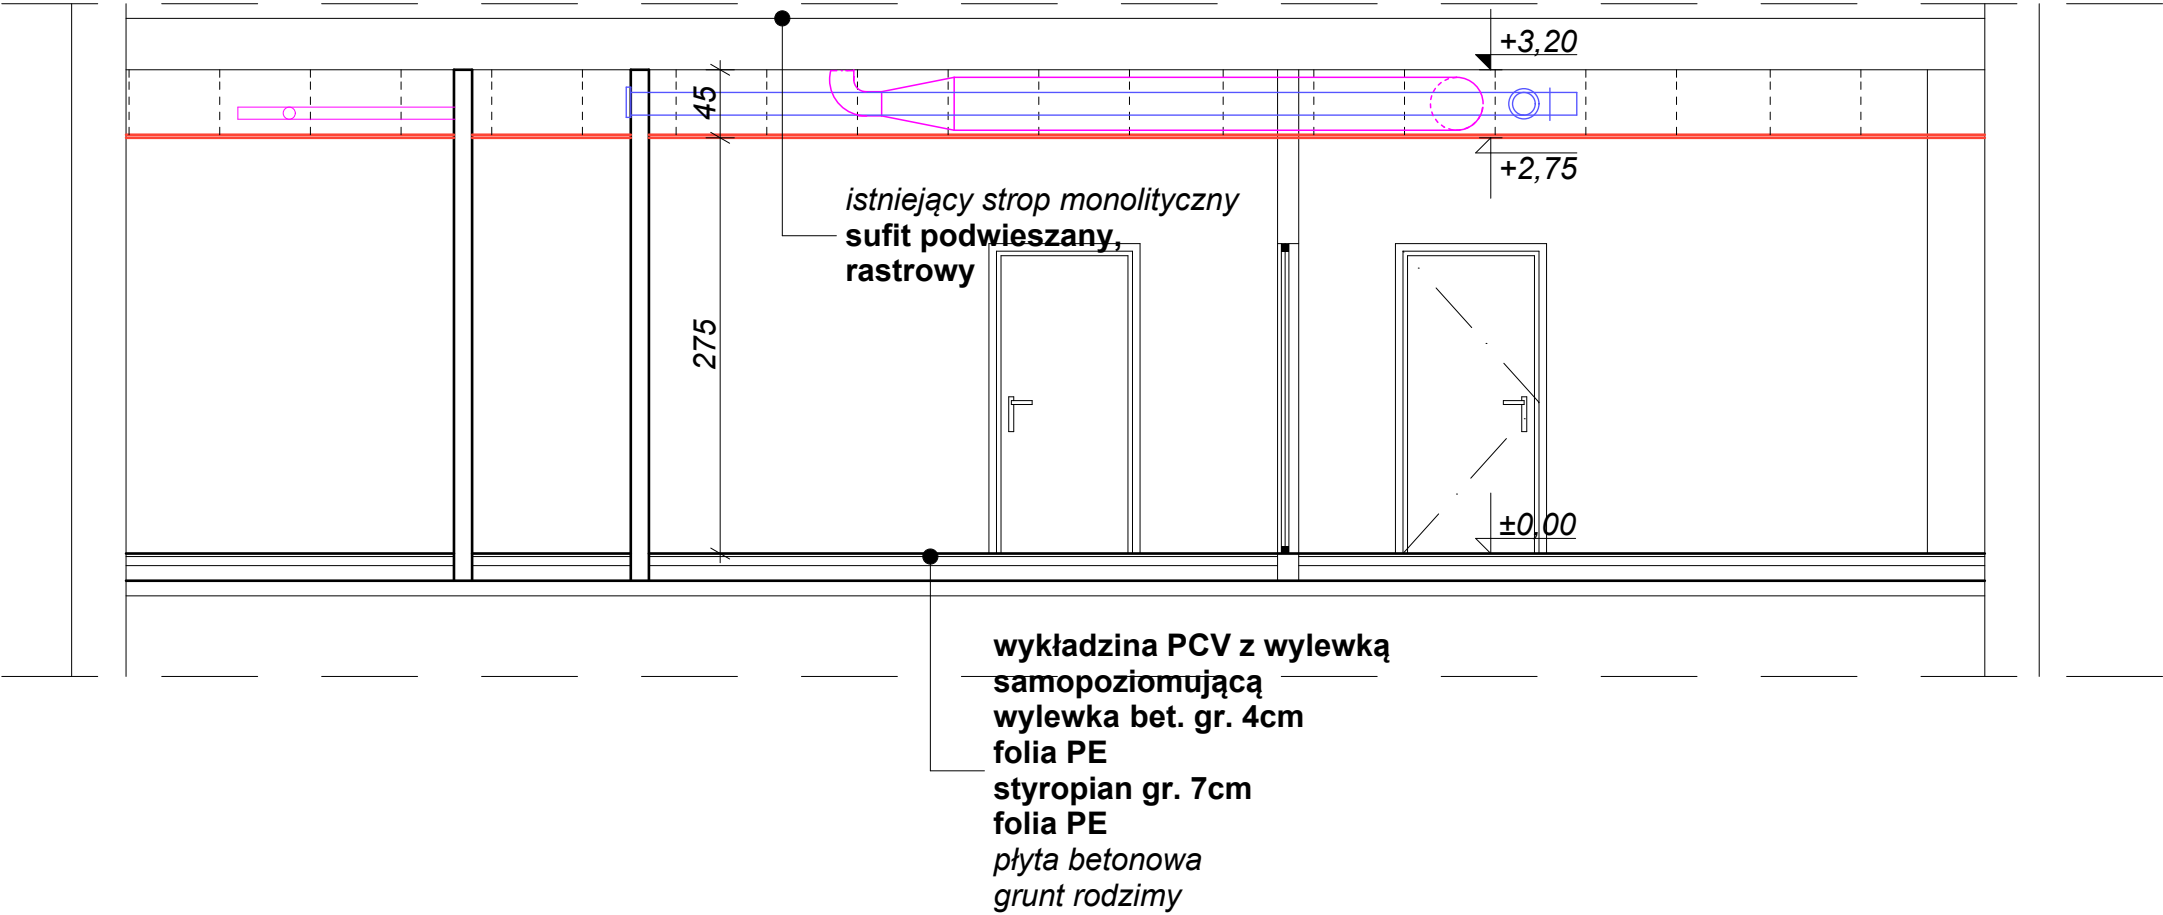 +3,20
45
+2,75
istniejący strop monolityczny
sufit podwieszany,
rastrowy
275
±0,00
wykładzina PCV z wylewką
samopoziomującą
wylewka bet. gr. 4cm
folia PE
styropian gr. 7cm
folia PE
płyta betonowa
grunt rodzimy